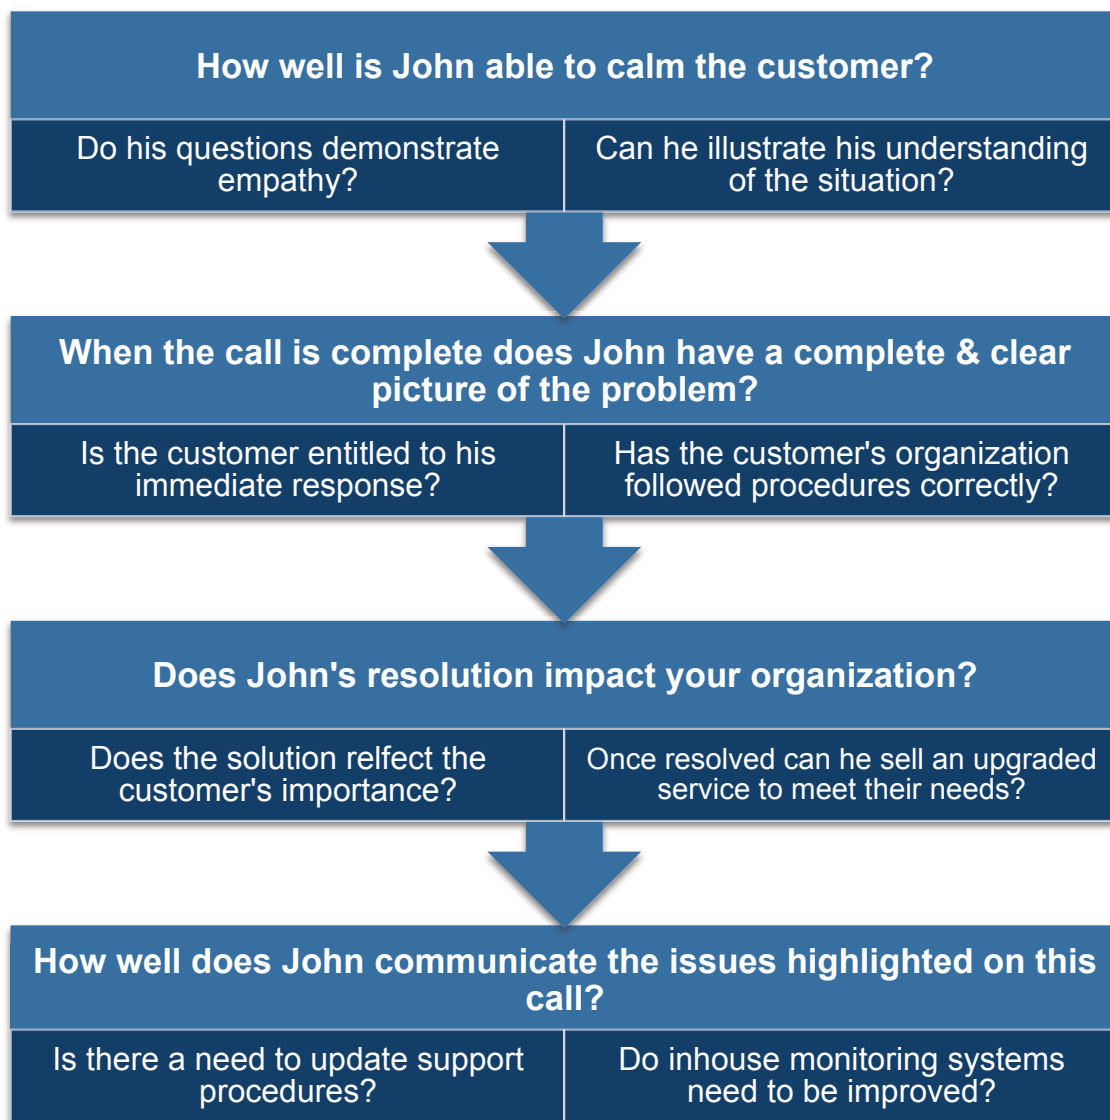 How well is John able to calm the customer?
Do his questions demonstrate
empathy?
Can he illustrate his understanding
of the situation?
When the call is complete does John have a complete & clear
picture of the problem?
Is the customer entitled to his
immediate response?
Has the customer's organization
followed procedures correctly?
Does John's resolution impact your organization?
Does the solution relfect the
customer's importance?
Once resolved can he sell an upgraded
service to meet their needs?
How well does John communicate the issues highlighted on this
call?
Is there a need to update support
procedures?
Do inhouse monitoring systems
need to be improved?